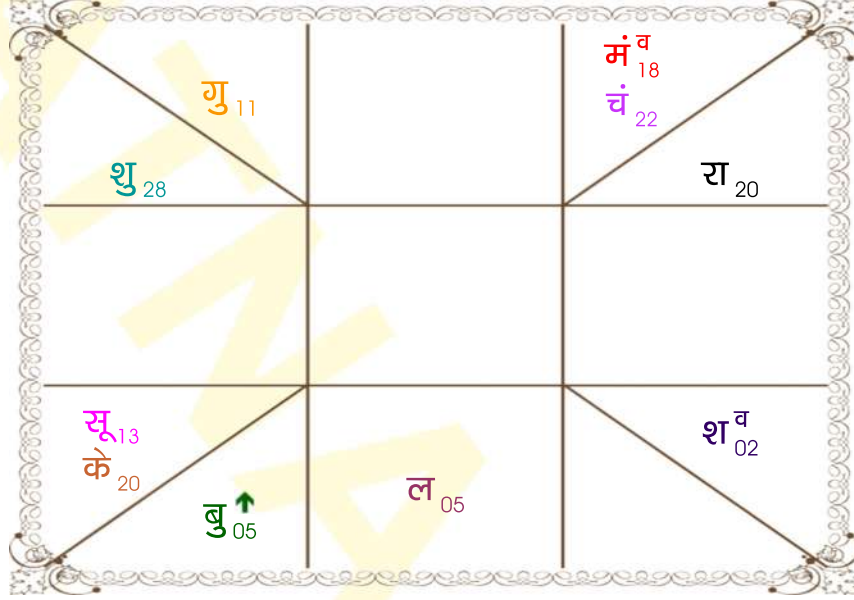 मं व 18
गु 11
चं 22
शु 28
रा 20
सू 13
श व 02
के 20
ल 05
बु 05